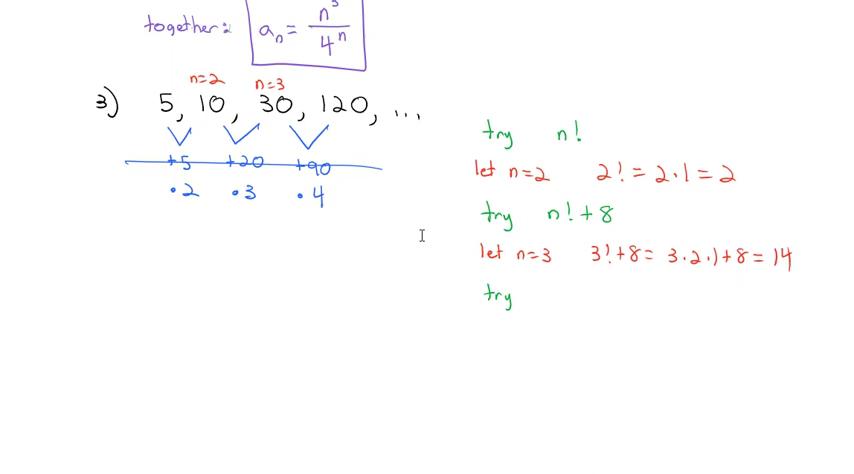 together: aₙ = n³/4ⁿ
n=2 n=3
3) 5, 10, 30, 120, ...
+5 +20 +90
·2 ·3 ·4
try n!
let n=2 2! = 2·1 = 2
try n! + 8
let n=3 3! + 8 = 3·2·1 + 8 = 14
try